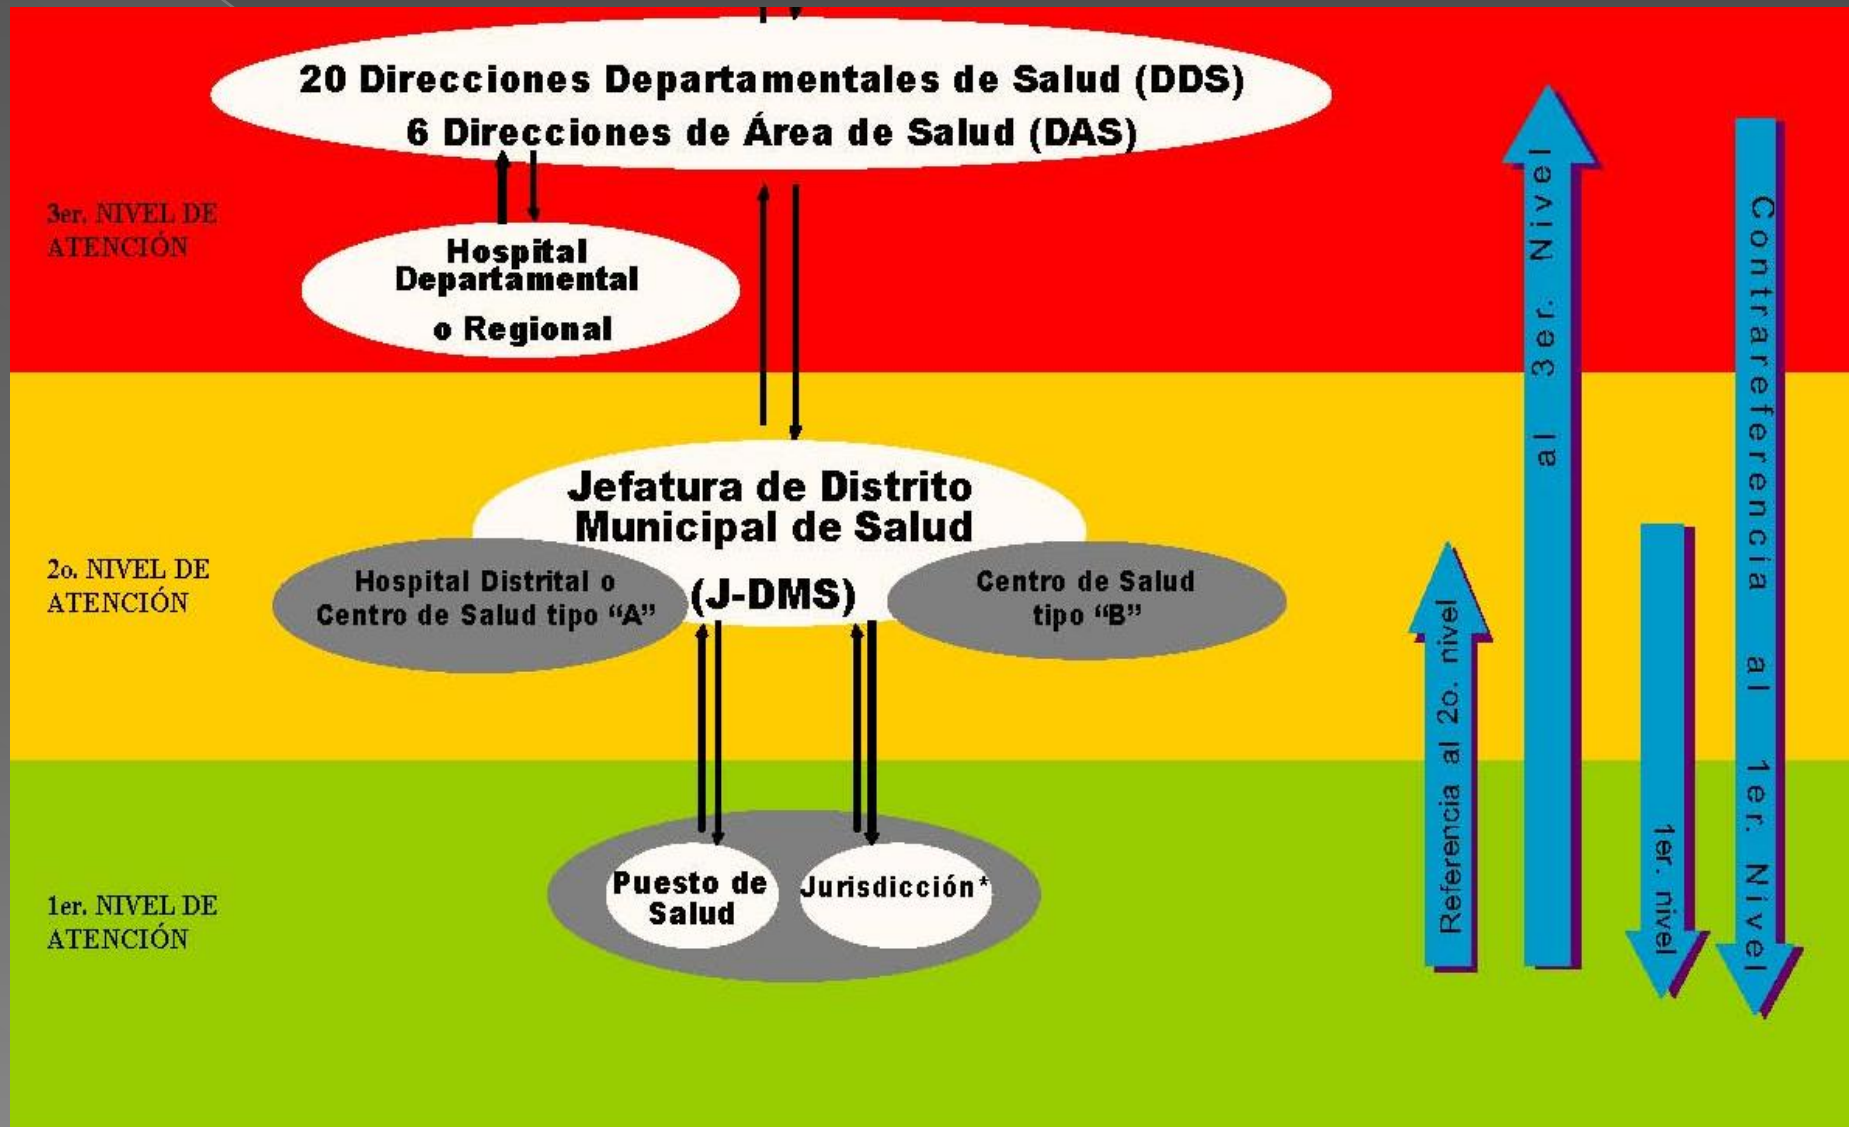 20 Direcciones Departamentales de Salud (DDS)
6 Direcciones de Área de Salud (DAS)
3er. NIVEL DE
ATENCIÓN
Hospital
Departamental
o Regional
Jefatura de Distrito
Municipal de Salud
(J-DMS)
2o. NIVEL DE
ATENCIÓN
Hospital Distrital o
Centro de Salud tipo “A”
Centro de Salud
tipo “B”
1er. NIVEL DE
ATENCIÓN
Puesto de
Salud
Jurisdicción*
Referencia al 2o. nivel
al 3er. Nivel
1er. nivel
Contrareferencia al 1er. Nivel